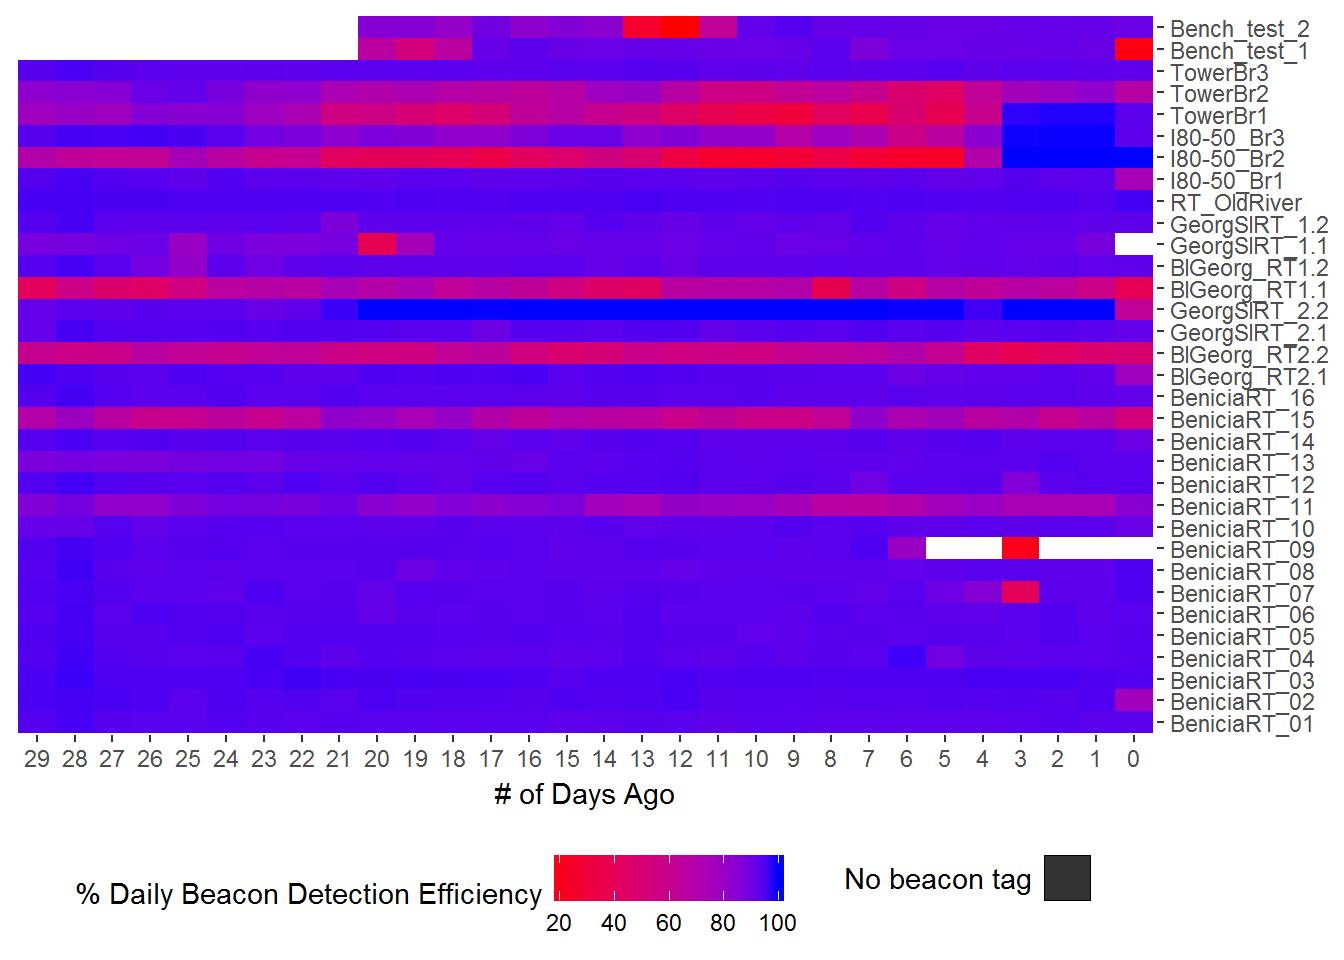 Bench_test_2
Bench_test_1
TowerBr3
TowerBr2
TowerBr1
I80-50_Br3
I80-50_Br2
I80-50_Br1
RT_OldRiver
GeorgSlRT_1.2
GeorgSlRT_1.1
BlGeorg_RT1.2
BlGeorg_RT1.1
GeorgSlRT_2.2
GeorgSlRT_2.1
BlGeorg_RT2.2
BlGeorg_RT2.1
BeniciaRT_16
BeniciaRT_15
BeniciaRT_14
BeniciaRT_13
BeniciaRT_12
BeniciaRT_11
BeniciaRT_10
BeniciaRT_09
BeniciaRT_08
BeniciaRT_07
BeniciaRT_06
BeniciaRT_05
BeniciaRT_04
BeniciaRT_03
BeniciaRT_02
BeniciaRT_01
29 28 27 26 25 24 23 22 21 20 19 18 17 16 15 14 13 12 11 10 9 8 7 6 5 4 3 2 1 0
# of Days Ago
% Daily Beacon Detection Efficiency
20 40 60 80 100
No beacon tag